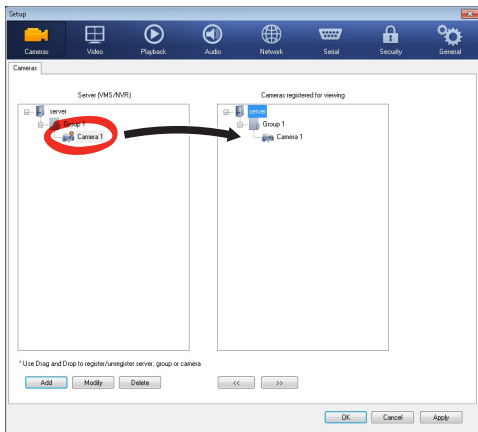 Setup
Cameras Video Playback Audio Network Serial Security General
Cameras
Server (VMS/NVR) Cameras registered for viewing
server server
Group 1 Group 1
Camera 1 Camera 1
* Use Drag and Drop to register/unregister server, group or camera
Add Modify Delete << >>
OK Cancel Apply